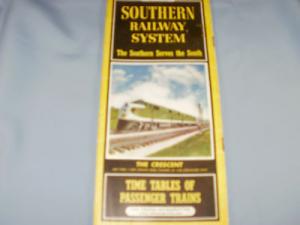 SOUTHERN
RAILWAY
SYSTEM
The Southern Serves the South
THE CRESCENT
TIME TABLES OF
PASSENGER TRAINS